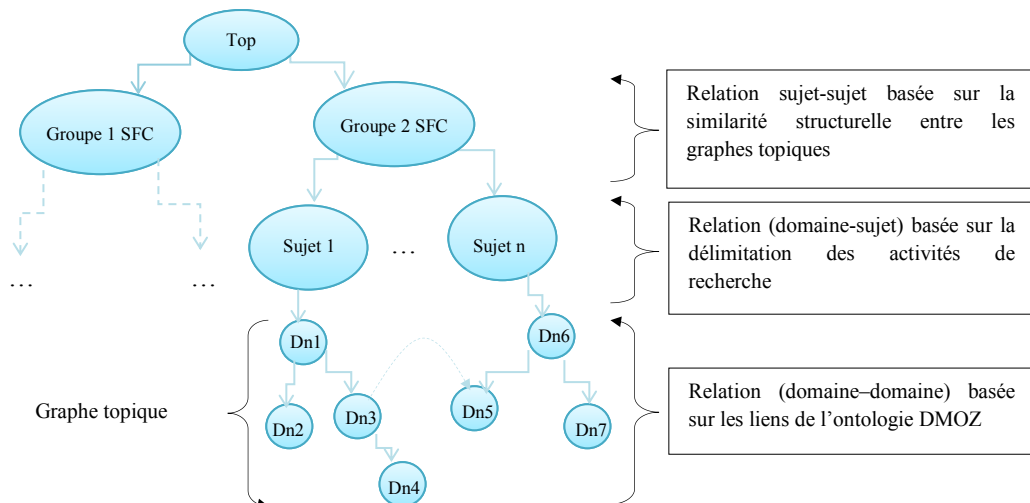 Top
Groupe 1 SFC
Groupe 2 SFC
Relation sujet-sujet basée sur la
similarité structurelle entre les
graphes topiques
Sujet 1
…
Sujet n
Relation (domaine-sujet) basée sur la
délimitation des activités de
recherche
…
…
Dn1
Dn6
Graphe topique
Dn2
Dn3
Dn5
Dn7
Relation (domaine–domaine) basée
sur les liens de l’ontologie DMOZ
Dn4